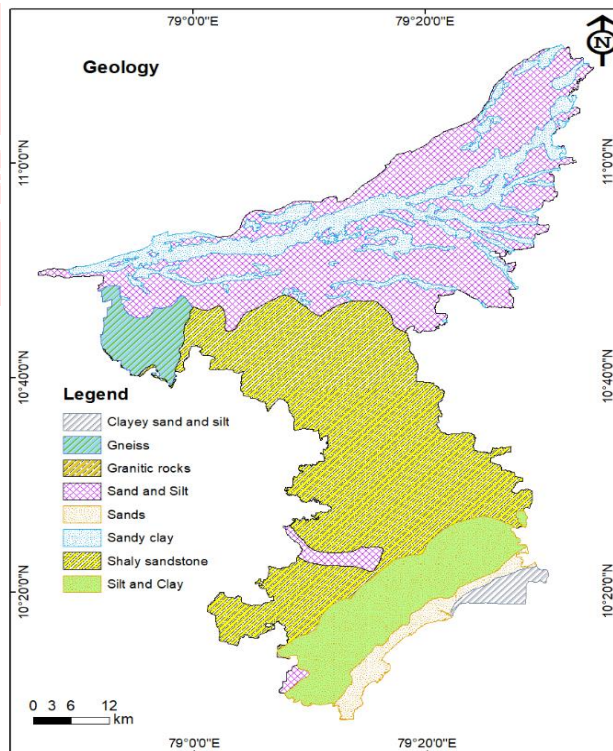 79°0'0"E 79°20'0"E
N
Geology
11°0'0"N 11°0'0"N
10°40'0"N 10°40'0"N
Legend
Clayey sand and silt
Gneiss
Granitic rocks
Sand and Silt
Sands
Sandy clay
Shaly sandstone
Silt and Clay
10°20'0"N 10°20'0"N
0 3 6 12
km
79°0'0"E 79°20'0"E